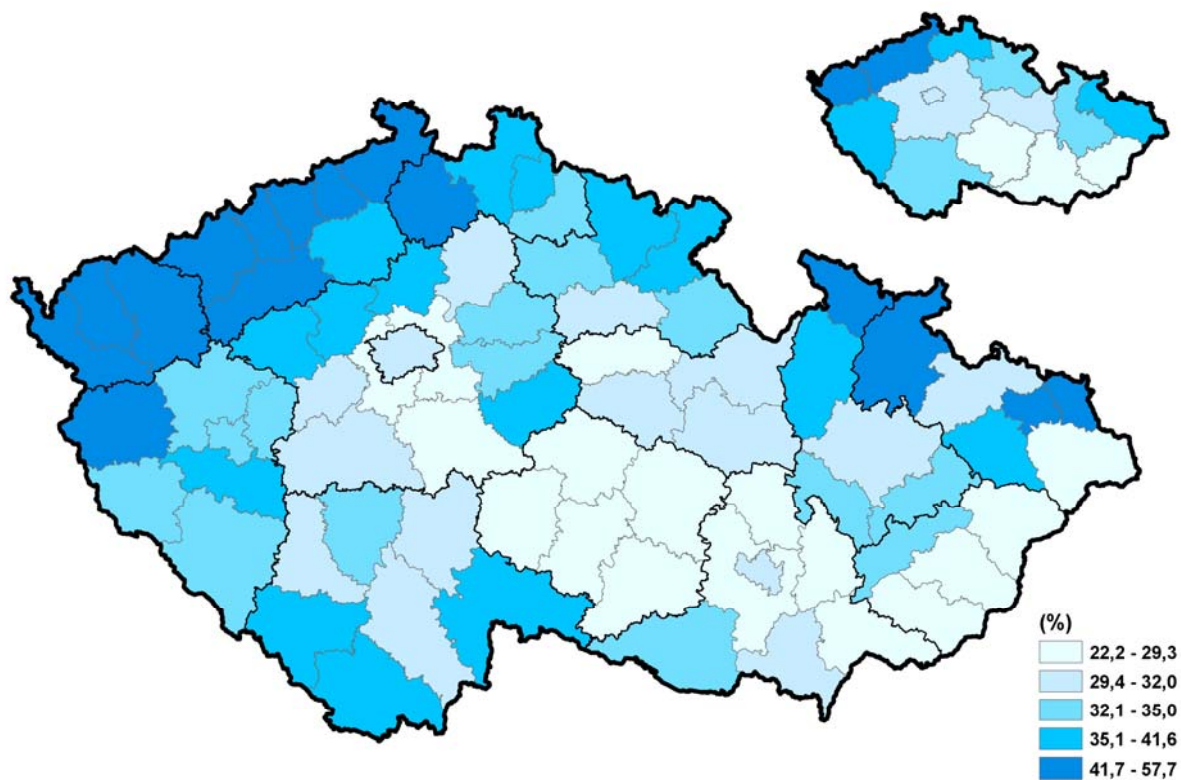 (%)
22,2 - 29,3
29,4 - 32,0
32,1 - 35,0
35,1 - 41,6
41,7 - 57,7